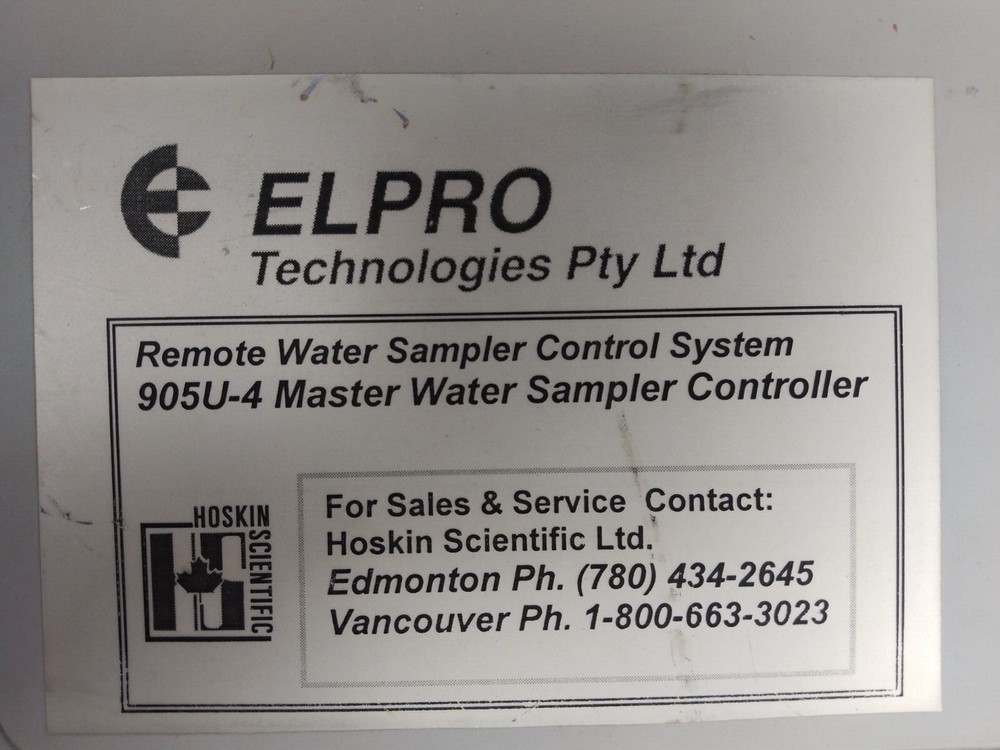 ELPRO
Technologies Pty Ltd
Remote Water Sampler Control System
905U-4 Master Water Sampler Controller
HOSKIN
SCIENTIFIC
For Sales & Service Contact:
Hoskin Scientific Ltd.
Edmonton Ph. (780) 434-2645
Vancouver Ph. 1-800-663-3023